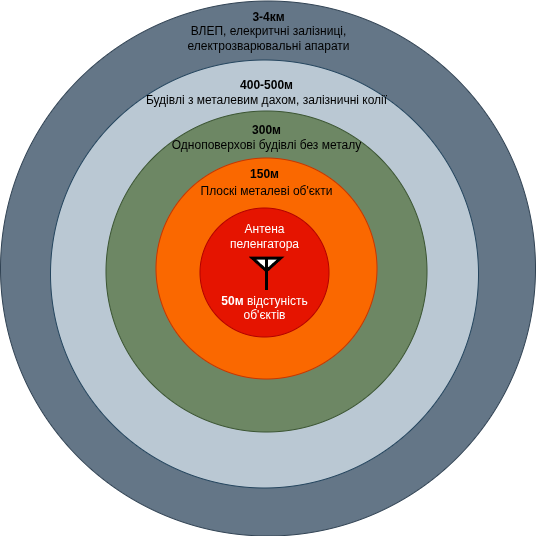 3-4км
ВЛЕП, елекритчні залізниці,
електрозварювальні апарати
400-500м
Будівлі з металевим дахом, залізничні колії
300м
Одноповерхові будівлі без металу
150м
Плоскі металеві об'єкти
Антена
пеленгатора
50м відстуність
об'єктів